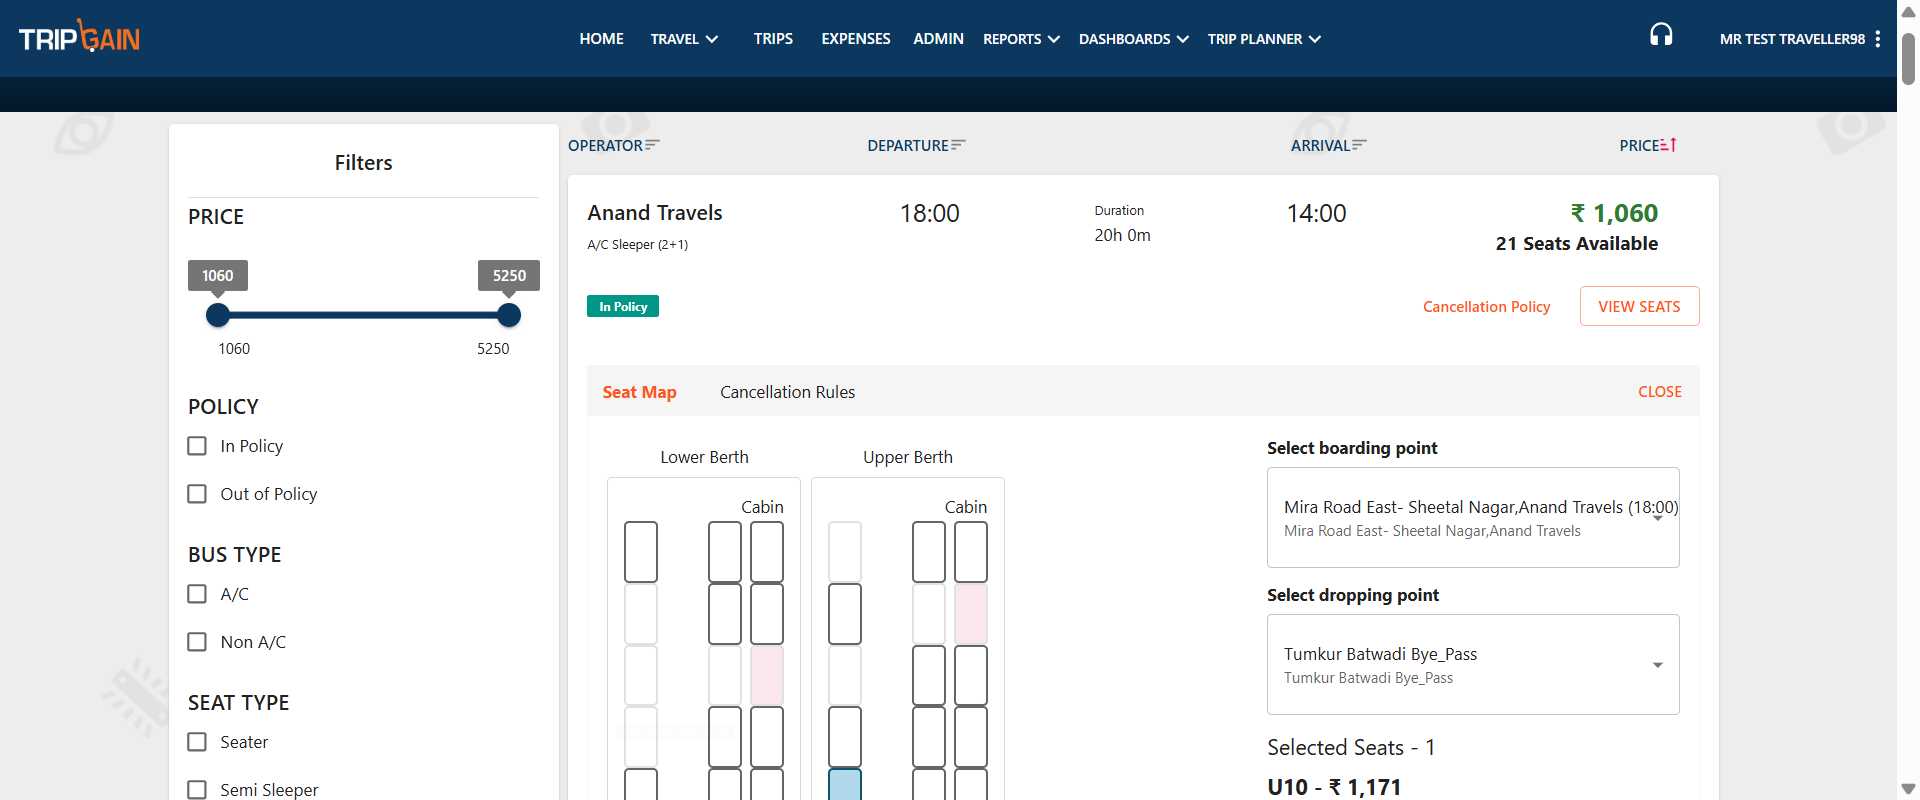 TRIPGAIN
HOME TRAVEL TRIPS EXPENSES ADMIN REPORTS DASHBOARDS TRIP PLANNER MR TEST TRAVELLER98
Filters
PRICE
1060 5250
1060 5250
POLICY
In Policy
Out of Policy
BUS TYPE
A/C
Non A/C
SEAT TYPE
Seater
Semi Sleeper
OPERATOR DEPARTURE ARRIVAL PRICE
Anand Travels 18:00 Duration 14:00 ₹ 1,060
A/C Sleeper (2+1) 20h 0m 21 Seats Available
In Policy Cancellation Policy VIEW SEATS
Seat Map Cancellation Rules CLOSE
Lower Berth Upper Berth
Cabin Cabin
Select boarding point
Mira Road East- Sheetal Nagar,Anand Travels (18:00)
Mira Road East- Sheetal Nagar,Anand Travels
Select dropping point
Tumkur Batwadi Bye_Pass
Tumkur Batwadi Bye_Pass
Selected Seats - 1
U10 - ₹ 1,171